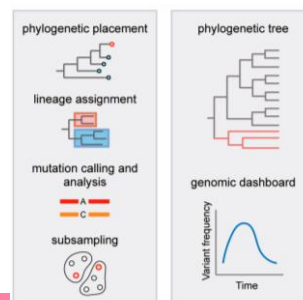 phylogenetic placement
lineage assignment
mutation calling and
analysis
A
C
subsampling
phylogenetic tree
genomic dashboard
Variant frequency
Time